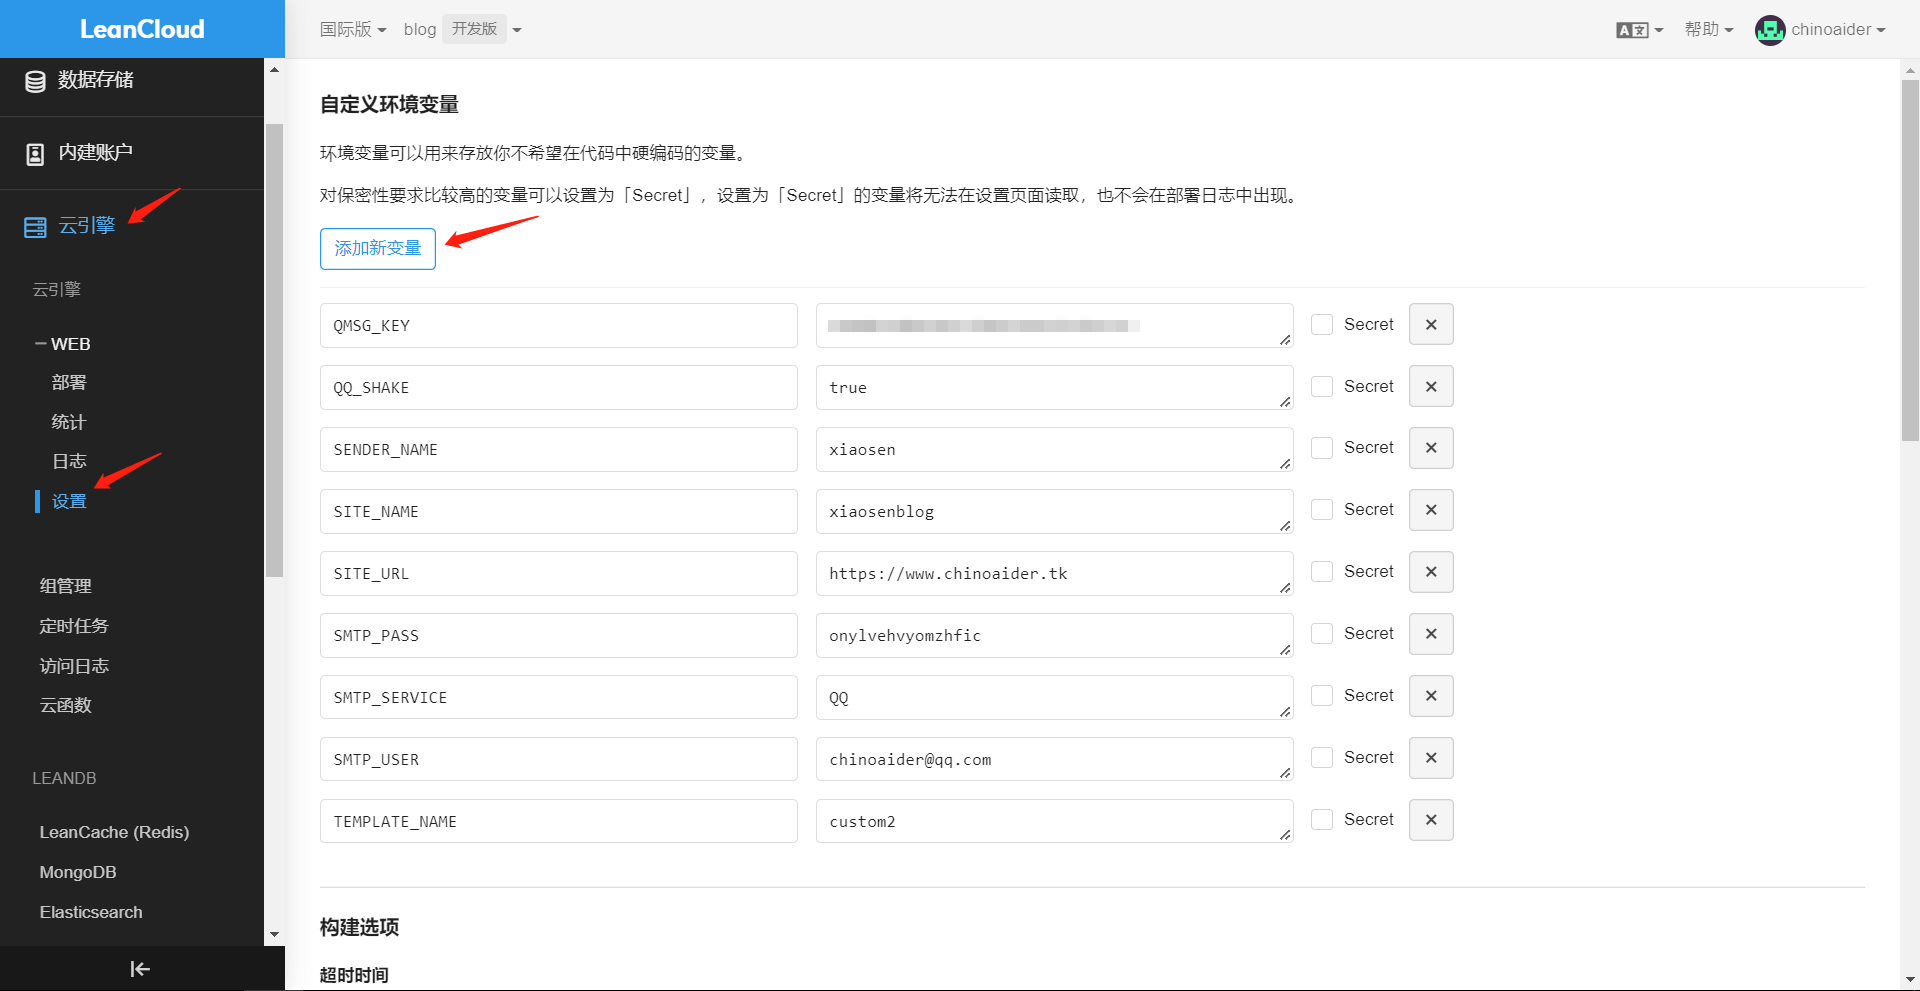 LeanCloud
国际版
blog
开发版
帮助
chinoaider
数据存储
内建账户
云引擎
云引擎
WEB
部署
统计
日志
设置
组管理
定时任务
访问日志
云函数
LEANDB
LeanCache (Redis)
MongoDB
Elasticsearch
自定义环境变量
环境变量可以用来存放你不希望在代码中硬编码的变量。
对保密性要求比较高的变量可以设置为「Secret」，设置为「Secret」的变量将无法在设置页面读取，也不会在部署日志中出现。
添加新变量
QMSG_KEY Secret
QQ_SHAKE true Secret
SENDER_NAME xiaosen Secret
SITE_NAME xiaosenblog Secret
SITE_URL https://www.chinoaider.tk Secret
SMTP_PASS onylvehvyomzhfic Secret
SMTP_SERVICE QQ Secret
SMTP_USER chinoaider@qq.com Secret
TEMPLATE_NAME custom2 Secret
构建选项
超时时间